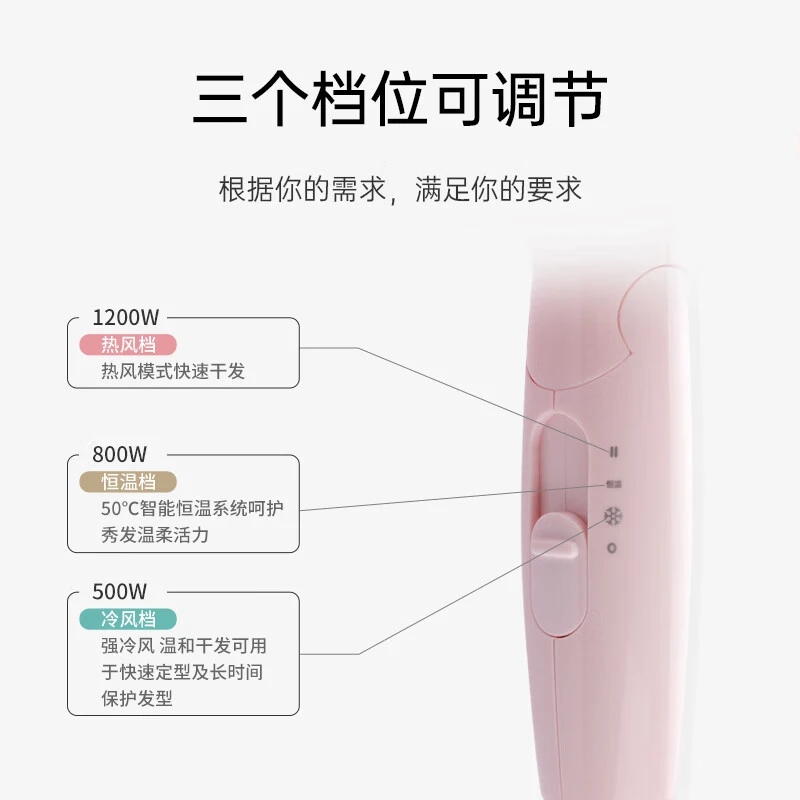 三个档位可调节
根据你的需求，满足你的要求
1200W
热风档
热风模式快速干发
800W
恒温档
50℃智能恒温系统呵护
秀发温柔活力
500W
冷风档
强冷风 温和干发可用
于快速定型及长时间
保护发型
II
恒温
O